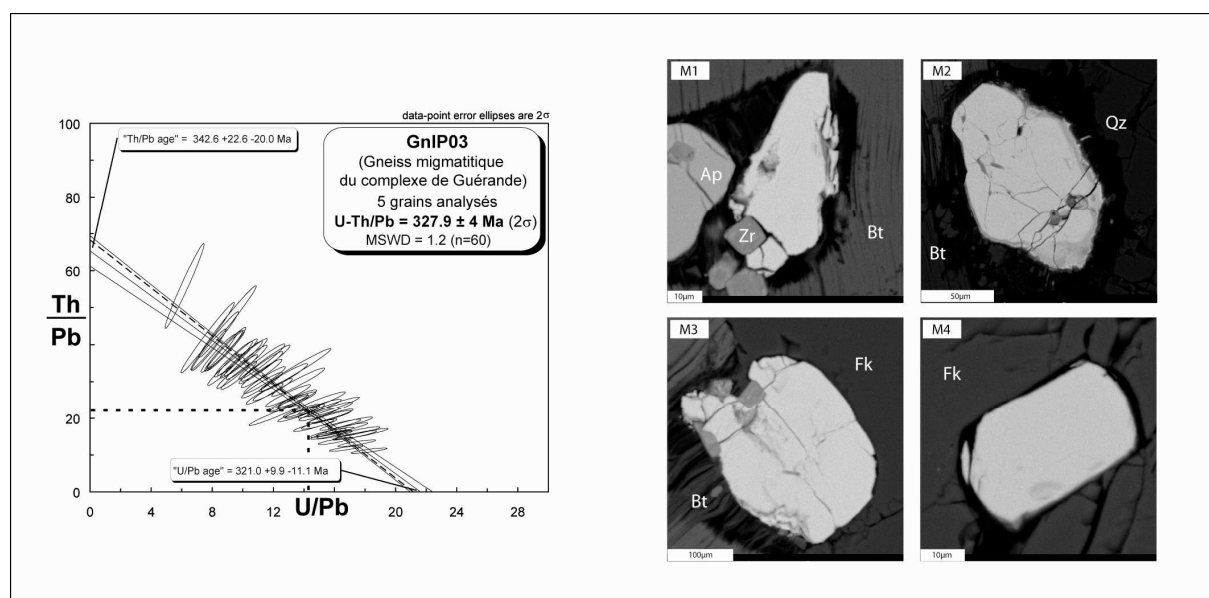 data-point error ellipses are 2σ
100
80
60
40
20
0
Th
Pb
"Th/Pb age" = 342.6 +22.6 -20.0 Ma
GnIP03
(Gneiss migmatitique
du complexe de Guérande)
5 grains analysés
U-Th/Pb = 327.9 ± 4 Ma (2σ)
MSWD = 1.2 (n=60)
"U/Pb age" = 321.0 +9.9 -11.1 Ma
0 4 8 12 16 20 24 28
U/Pb
M1
Ap
Zr
Bt
10µm
M2
Qz
Bt
50µm
M3
Fk
Bt
100µm
M4
Fk
10µm